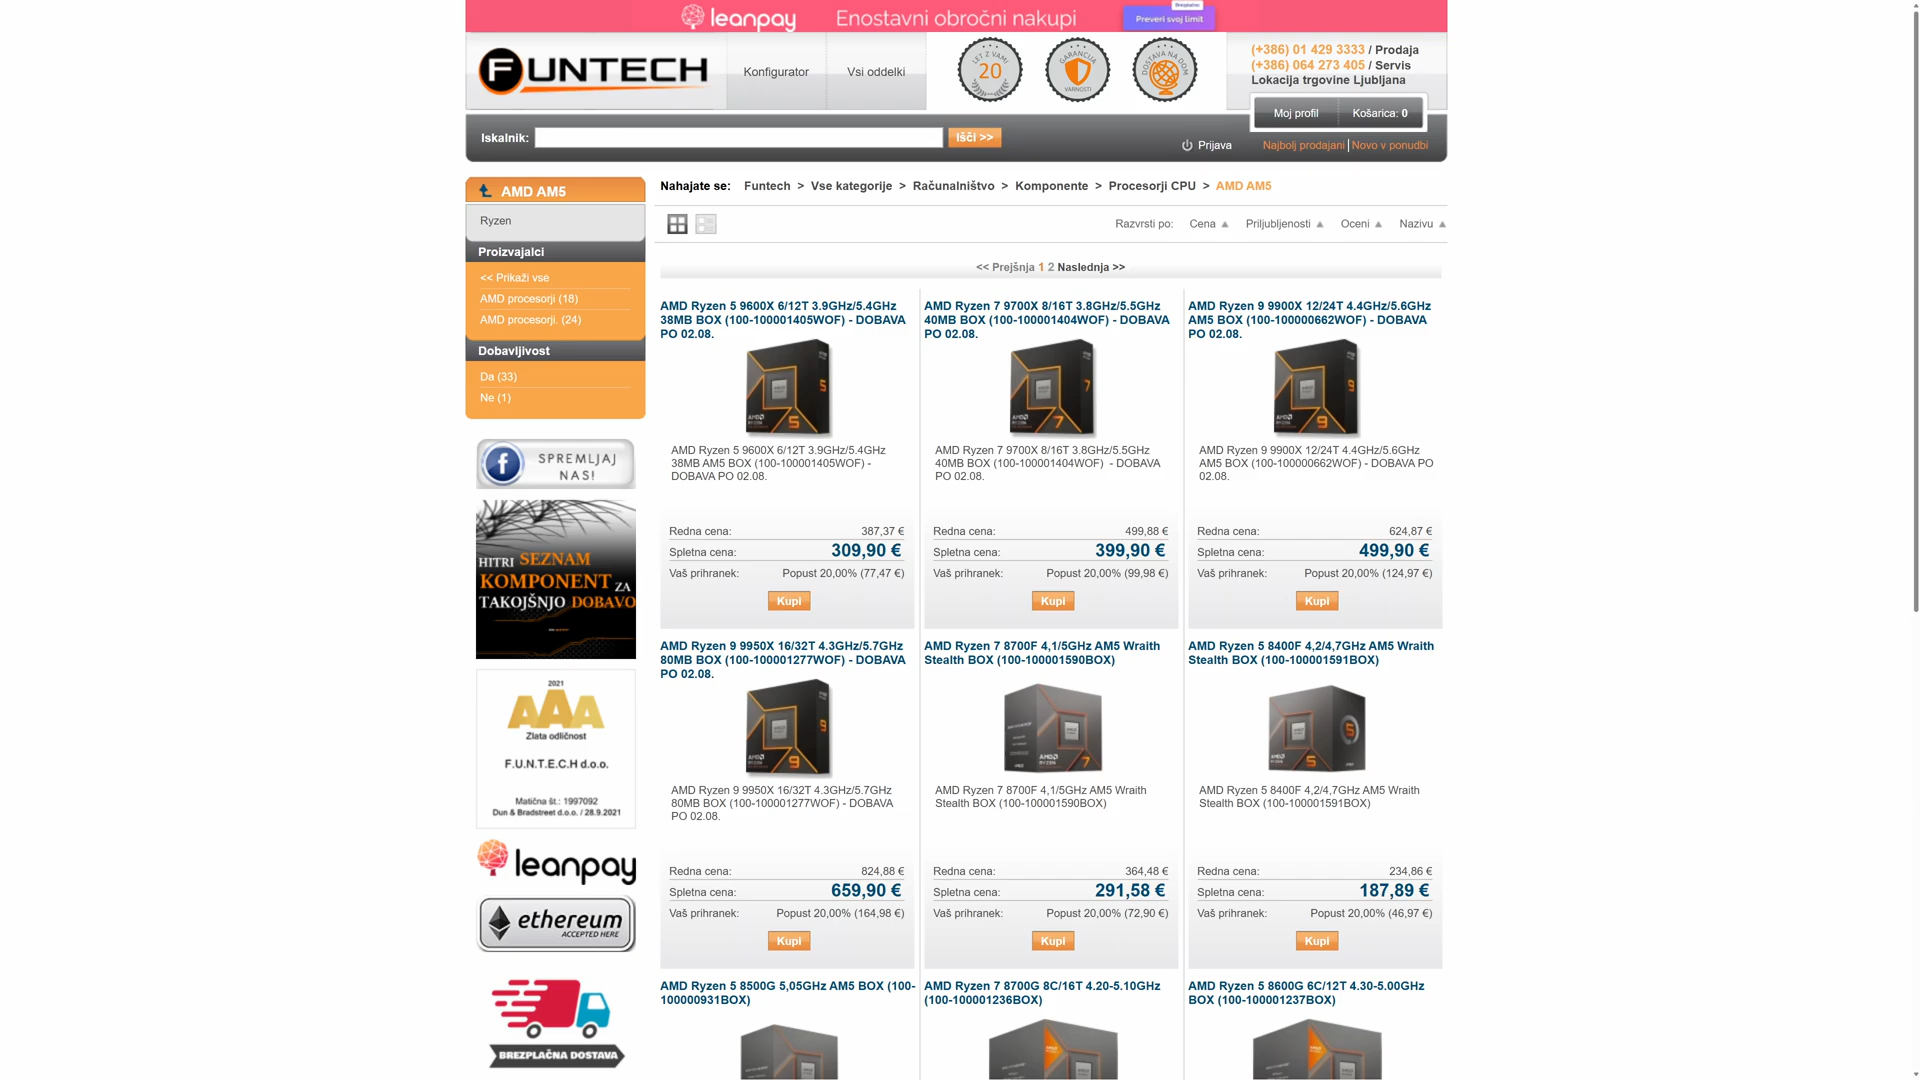 leanpay
Enostavni obročni nakupi
Brezplačno
Preveri svoj limit
FUNTECH
Konfigurator
Vsi oddelki
LET Z VAMI
20
GARANCIJA
VARNOSTI
DOSTAVA NA DOM
(+386) 01 429 3333 / Prodaja
(+386) 064 273 405 / Servis
Lokacija trgovine Ljubljana
Moj profil
Košarica: 0
Iskalnik:
Išči >>
Prijava
Najbolj prodajani
Novo v ponudbi
AMD AM5
Ryzen
Proizvajalci
<< Prikaži vse
AMD procesorji (18)
AMD procesorji. (24)
Dobavljivost
Da (33)
Ne (1)
SPREMLJAJ
NAS!
HITRI SEZNAM
KOMPONENT ZA
TAKOJŠNJO DOBAVO
2021
AAA
Zlata odličnost
F.U.N.T.E.C.H d.o.o.
Matična št.: 1997092
Dun & Bradstreet d.o.o. / 28.9.2021
leanpay
ethereum
ACCEPTED HERE
BREZPLAČNA DOSTAVA
Nahajate se: Funtech > Vse kategorije > Računalništvo > Komponente > Procesorji CPU > AMD AM5
Razvrsti po: Cena Priljubljenosti Oceni Nazivu
<< Prejšnja 1 2 Naslednja >>
AMD Ryzen 5 9600X 6/12T 3.9GHz/5.4GHz
38MB BOX (100-100001405WOF) - DOBAVA
PO 02.08.
AMD Ryzen 5 9600X 6/12T 3.9GHz/5.4GHz
38MB AM5 BOX (100-100001405WOF) -
DOBAVA PO 02.08.
Redna cena: 387,37 €
Spletna cena: 309,90 €
Vaš prihranek: Popust 20,00% (77,47 €)
Kupi
AMD Ryzen 7 9700X 8/16T 3.8GHz/5.5GHz
40MB BOX (100-100001404WOF) - DOBAVA
PO 02.08.
AMD Ryzen 7 9700X 8/16T 3.8GHz/5.5GHz
40MB BOX (100-100001404WOF) - DOBAVA
PO 02.08.
Redna cena: 499,88 €
Spletna cena: 399,90 €
Vaš prihranek: Popust 20,00% (99,98 €)
Kupi
AMD Ryzen 9 9900X 12/24T 4.4GHz/5.6GHz
AM5 BOX (100-100000662WOF) - DOBAVA
PO 02.08.
AMD Ryzen 9 9900X 12/24T 4.4GHz/5.6GHz
AM5 BOX (100-100000662WOF) - DOBAVA PO
02.08.
Redna cena: 624,87 €
Spletna cena: 499,90 €
Vaš prihranek: Popust 20,00% (124,97 €)
Kupi
AMD Ryzen 9 9950X 16/32T 4.3GHz/5.7GHz
80MB BOX (100-100001277WOF) - DOBAVA
PO 02.08.
AMD Ryzen 9 9950X 16/32T 4.3GHz/5.7GHz
80MB BOX (100-100001277WOF) - DOBAVA
PO 02.08.
Redna cena: 824,88 €
Spletna cena: 659,90 €
Vaš prihranek: Popust 20,00% (164,98 €)
Kupi
AMD Ryzen 7 8700F 4,1/5GHz AM5 Wraith
Stealth BOX (100-100001590BOX)
AMD Ryzen 7 8700F 4,1/5GHz AM5 Wraith
Stealth BOX (100-100001590BOX)
Redna cena: 364,48 €
Spletna cena: 291,58 €
Vaš prihranek: Popust 20,00% (72,90 €)
Kupi
AMD Ryzen 5 8400F 4,2/4,7GHz AM5 Wraith
Stealth BOX (100-100001591BOX)
AMD Ryzen 5 8400F 4,2/4,7GHz AM5 Wraith
Stealth BOX (100-100001591BOX)
Redna cena: 234,86 €
Spletna cena: 187,89 €
Vaš prihranek: Popust 20,00% (46,97 €)
Kupi
AMD Ryzen 5 8500G 5,05GHz AM5 BOX (100-
100000931BOX)
AMD Ryzen 7 8700G 8C/16T 4.20-5.10GHz
(100-100001236BOX)
AMD Ryzen 5 8600G 6C/12T 4.30-5.00GHz
BOX (100-100001237BOX)